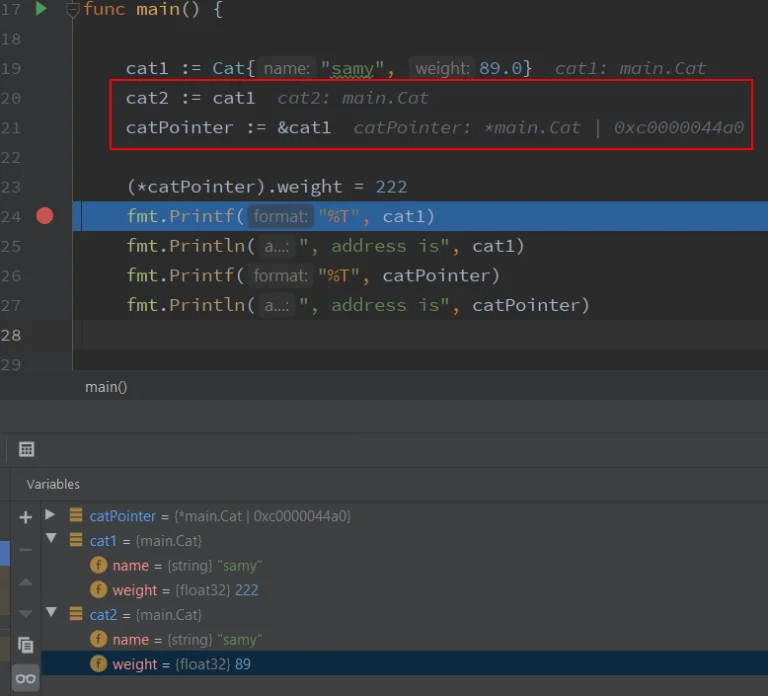 17 func main() {
18
19 cat1 := Cat{ name: "samy", weight: 89.0} cat1: main.Cat
20 cat2 := cat1 cat2: main.Cat
21 catPointer := &cat1 catPointer: *main.Cat | 0xc0000044a0
22
23 (*catPointer).weight = 222
24 fmt.Printf( format: "%T", cat1)
25 fmt.Println( a...: ", address is", cat1)
26 fmt.Printf( format: "%T", catPointer)
27 fmt.Println( a...: ", address is", catPointer)
28
29
main()
Variables
catPointer = {*main.Cat | 0xc0000044a0}
cat1 = {main.Cat}
f name = {string} "samy"
f weight = {float32} 222
cat2 = {main.Cat}
f name = {string} "samy"
f weight = {float32} 89